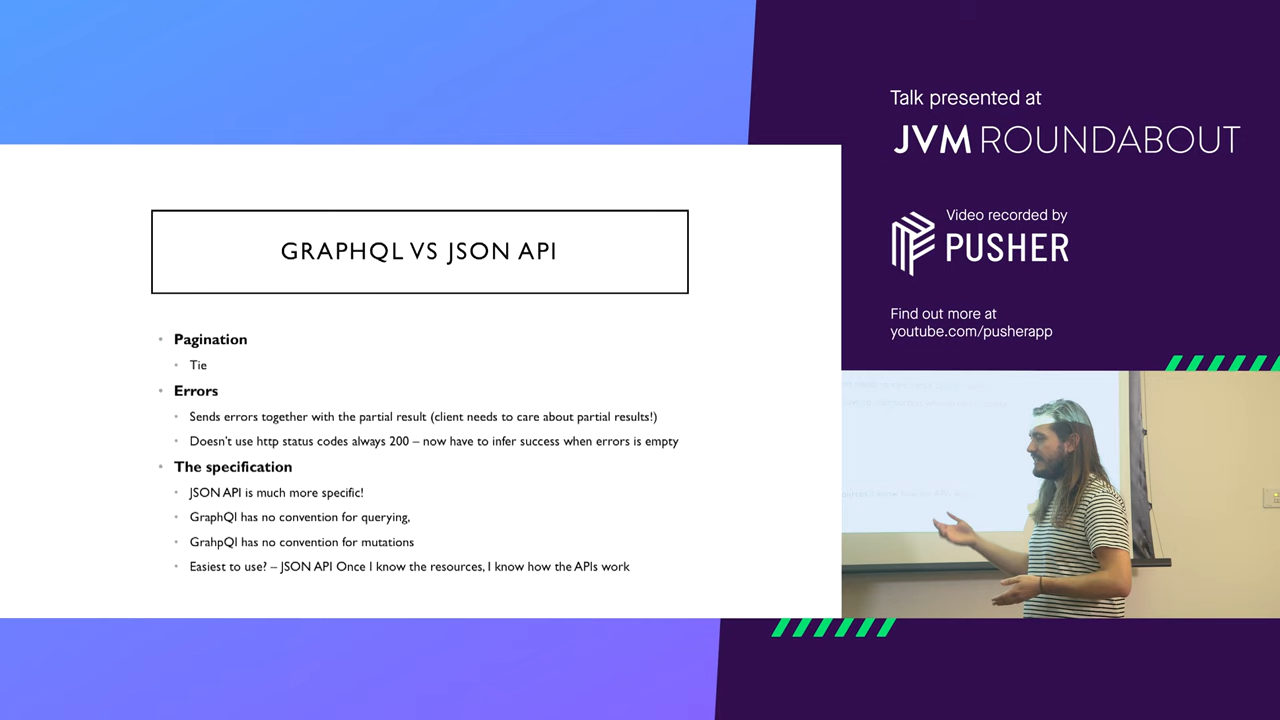 GRAPHQL VS JSON API
Pagination
Tie
Errors
Sends errors together with the partial result (client needs to care about partial results!)
Doesn't use http status codes always 200 – now have to infer success when errors is empty
The specification
JSON API is much more specific!
GraphQl has no convention for querying,
GrahpQl has no convention for mutations
Easiest to use? – JSON API Once I know the resources, I know how the APIs work
Talk presented at
JVM ROUNDABOUT
Video recorded by
PUSHER
Find out more at
youtube.com/pusherapp